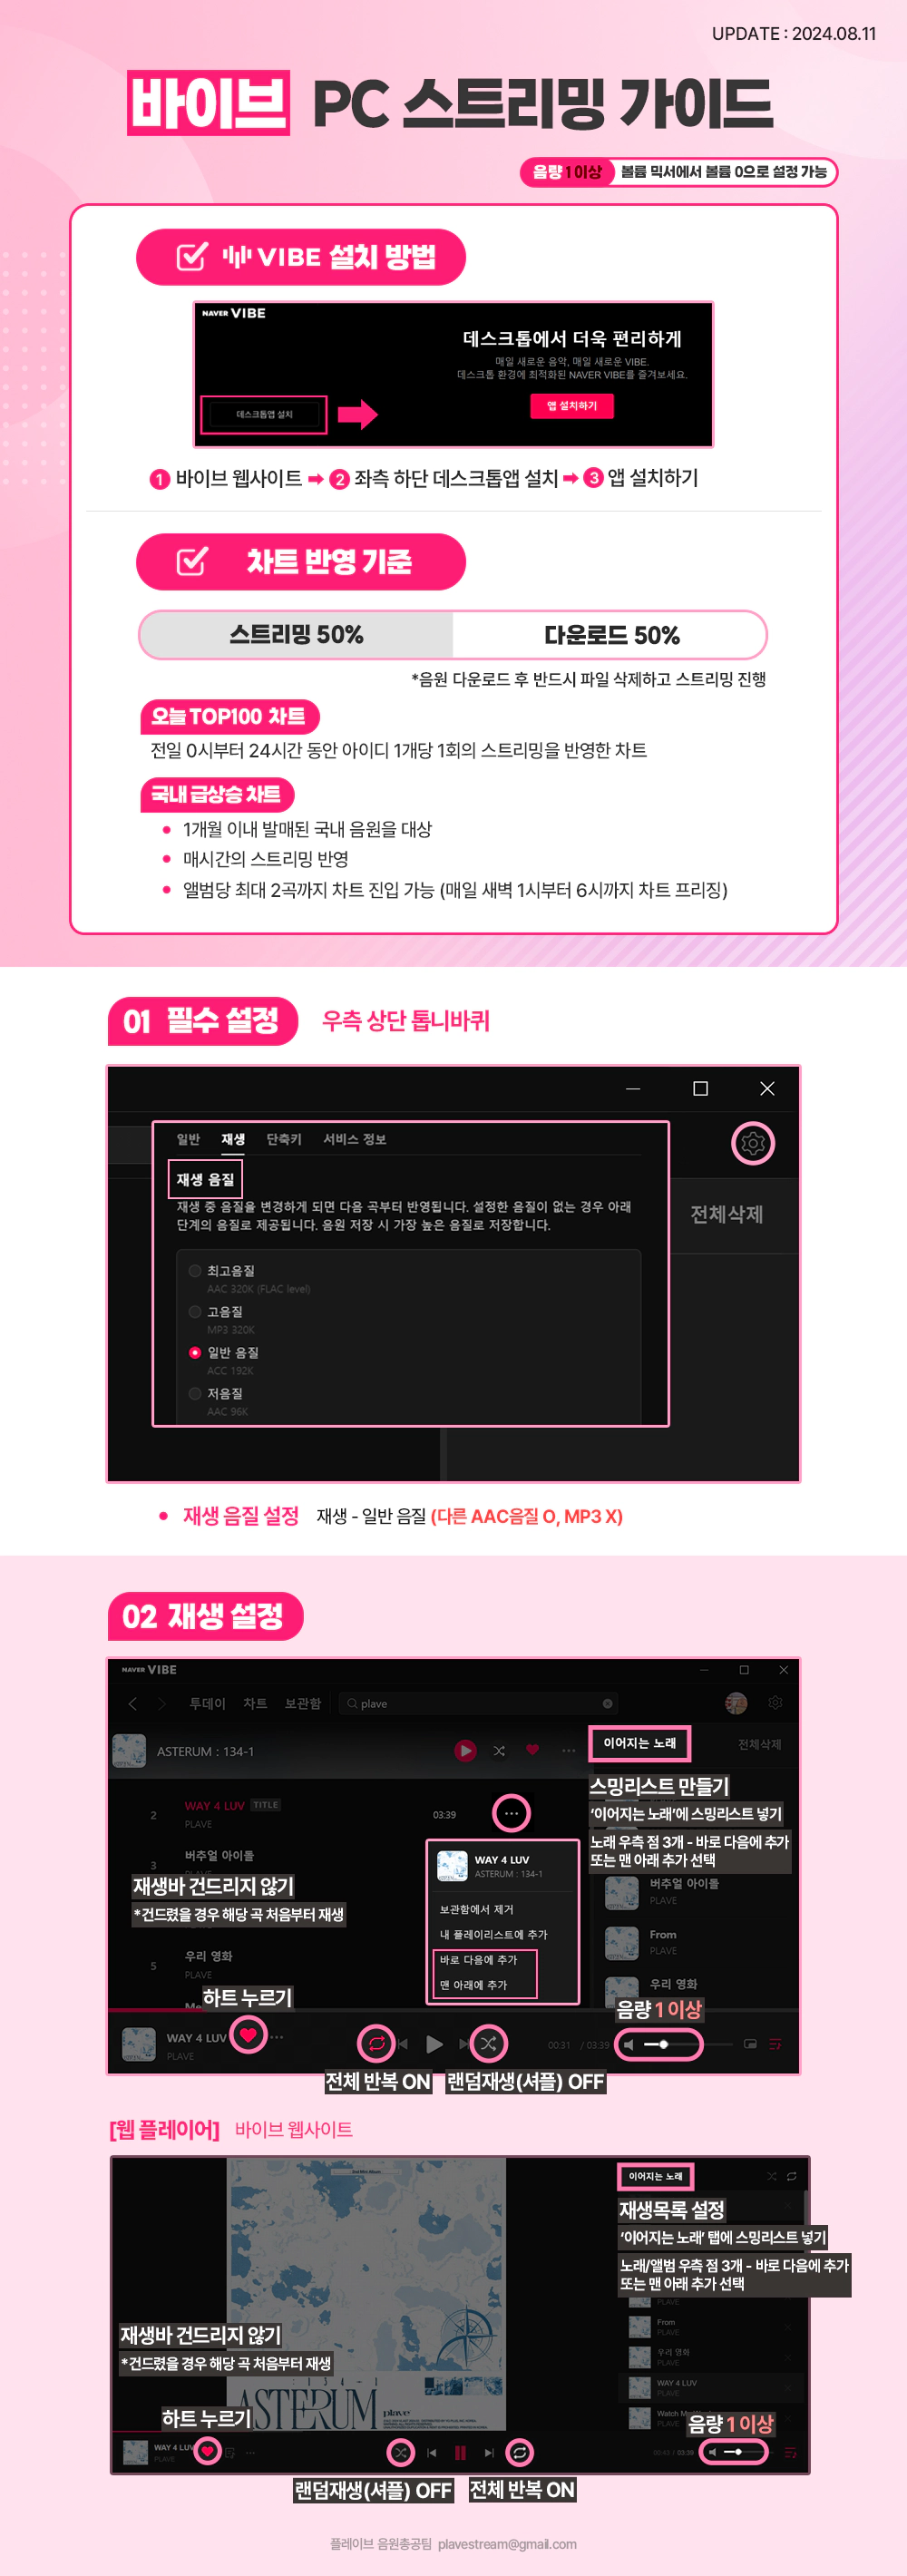 UPDATE : 2024.08.11
바이브 PC 스트리밍 가이드
음량 1 이상 볼륨 믹서에서 볼륨 0으로 설정 가능
VIBE 설치 방법
NAVER VIBE
데스크톱에서 더욱 편리하게
매일 새로운 음악, 매일 새로운 VIBE.
데스크톱 환경에 최적화된 NAVER VIBE를 즐겨보세요.
데스크톱앱 설치
앱 설치하기
1 바이브 웹사이트 ➡ 2 좌측 하단 데스크톱앱 설치 ➡ 3 앱 설치하기
차트 반영 기준
스트리밍 50% 다운로드 50%
*음원 다운로드 후 반드시 파일 삭제하고 스트리밍 진행
오늘 TOP100 차트
전일 0시부터 24시간 동안 아이디 1개당 1회의 스트리밍을 반영한 차트
국내 급상승 차트
• 1개월 이내 발매된 국내 음원을 대상
• 매시간의 스트리밍 반영
• 앨범당 최대 2곡까지 차트 진입 가능 (매일 새벽 1시부터 6시까지 차트 프리징)
01 필수 설정 우측 상단 톱니바퀴
일반 재생 단축키 서비스 정보
재생 음질
재생 중 음질을 변경하게 되면 다음 곡부터 반영됩니다. 설정한 음질이 없는 경우 아래
단계의 음질로 제공됩니다. 음원 저장 시 가장 높은 음질로 저장합니다.
전체삭제
최고음질
AAC 320K (FLAC level)
고음질
MP3 320K
일반 음질
ACC 192K
저음질
AAC 96K
• 재생 음질 설정 재생 - 일반 음질 (다른 AAC음질 O, MP3 X)
02 재생 설정
NAVER VIBE
투데이 차트 보관함 plave
ASTERUM : 134-1
이어지는 노래 전체삭제
스밍리스트 만들기
'이어지는 노래'에 스밍리스트 넣기
노래 우측 점 3개 - 바로 다음에 추가
또는 맨 아래 추가 선택
2 WAY 4 LUV TITLE 03:39
PLAVE
3 버추얼 아이돌
PLAVE
재생바 건드리지 않기
*건드렸을 경우 해당 곡 처음부터 재생
5 우리 영화
PLAVE
WAY 4 LUV
ASTERUM : 134-1
보관함에서 제거
내 플레이리스트에 추가
바로 다음에 추가
맨 아래에 추가
버추얼 아이돌
PLAVE
From
PLAVE
우리 영화
PLAVE
하트 누르기
음량 1 이상
WAY 4 LUV
PLAVE
00:31 / 03:39
전체 반복 ON 랜덤재생(셔플) OFF
[웹 플레이어] 바이브 웹사이트
이어지는 노래
재생목록 설정
'이어지는 노래' 탭에 스밍리스트 넣기
노래/앨범 우측 점 3개 - 바로 다음에 추가
또는 맨 아래 추가 선택
PLAVE
From
PLAVE
우리 영화
PLAVE
WAY 4 LUV
PLAVE
Watch Me
PLAVE
재생바 건드리지 않기
*건드렸을 경우 해당 곡 처음부터 재생
ASTERUM
plave
하트 누르기
음량 1 이상
WAY 4 LUV
PLAVE
03:39
랜덤재생(셔플) OFF 전체 반복 ON
플레이브 음원총공팀 plavestream@gmail.com